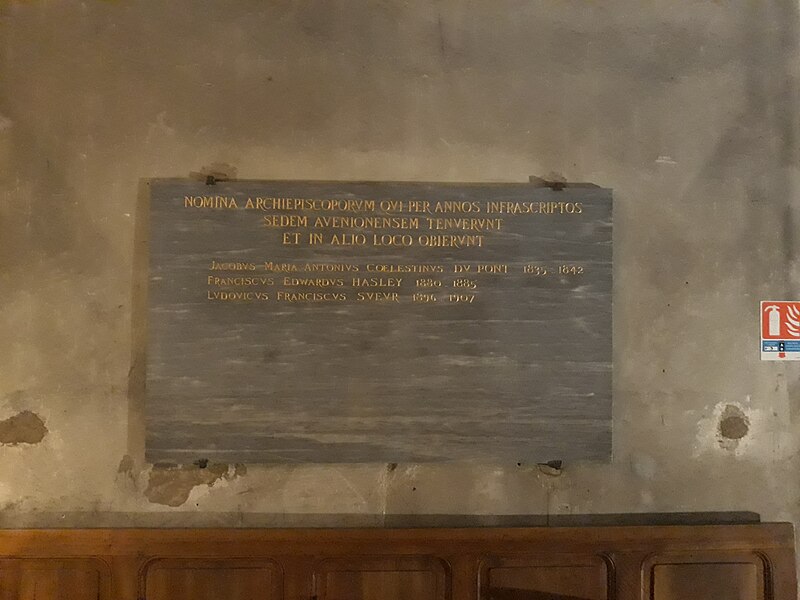 NOMINA ARCHIEPISCOPORVM QVI PER ANNOS INFRASCRIPTOS
SEDEM AVENIONENSEM TENVERVNT
ET IN ALIO LOCO OBIERVNT
JACOBVS MARIA ANTONIVS COELESTINVS DV PONT 1835-1842
FRANCISCVS EDWARDVS HASLEY 1880 1885
LVDOVICVS FRANCISCVS SVEVR 1896 1907